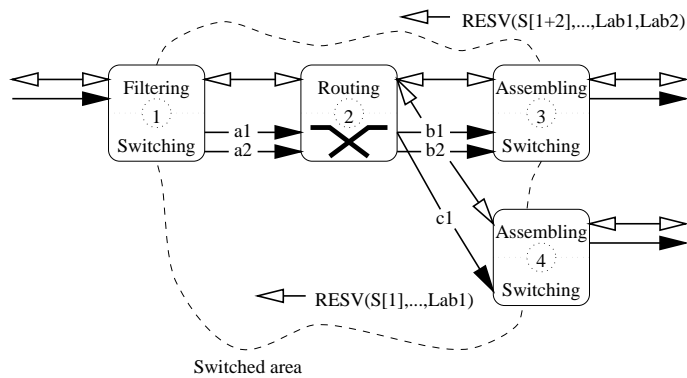 RESV(S[1+2],...,Lab1,Lab2)
Filtering
1
Switching
a1
a2
Routing
2
b1
b2
Assembling
3
Switching
c1
Assembling
4
Switching
RESV(S[1],...,Lab1)
Switched area